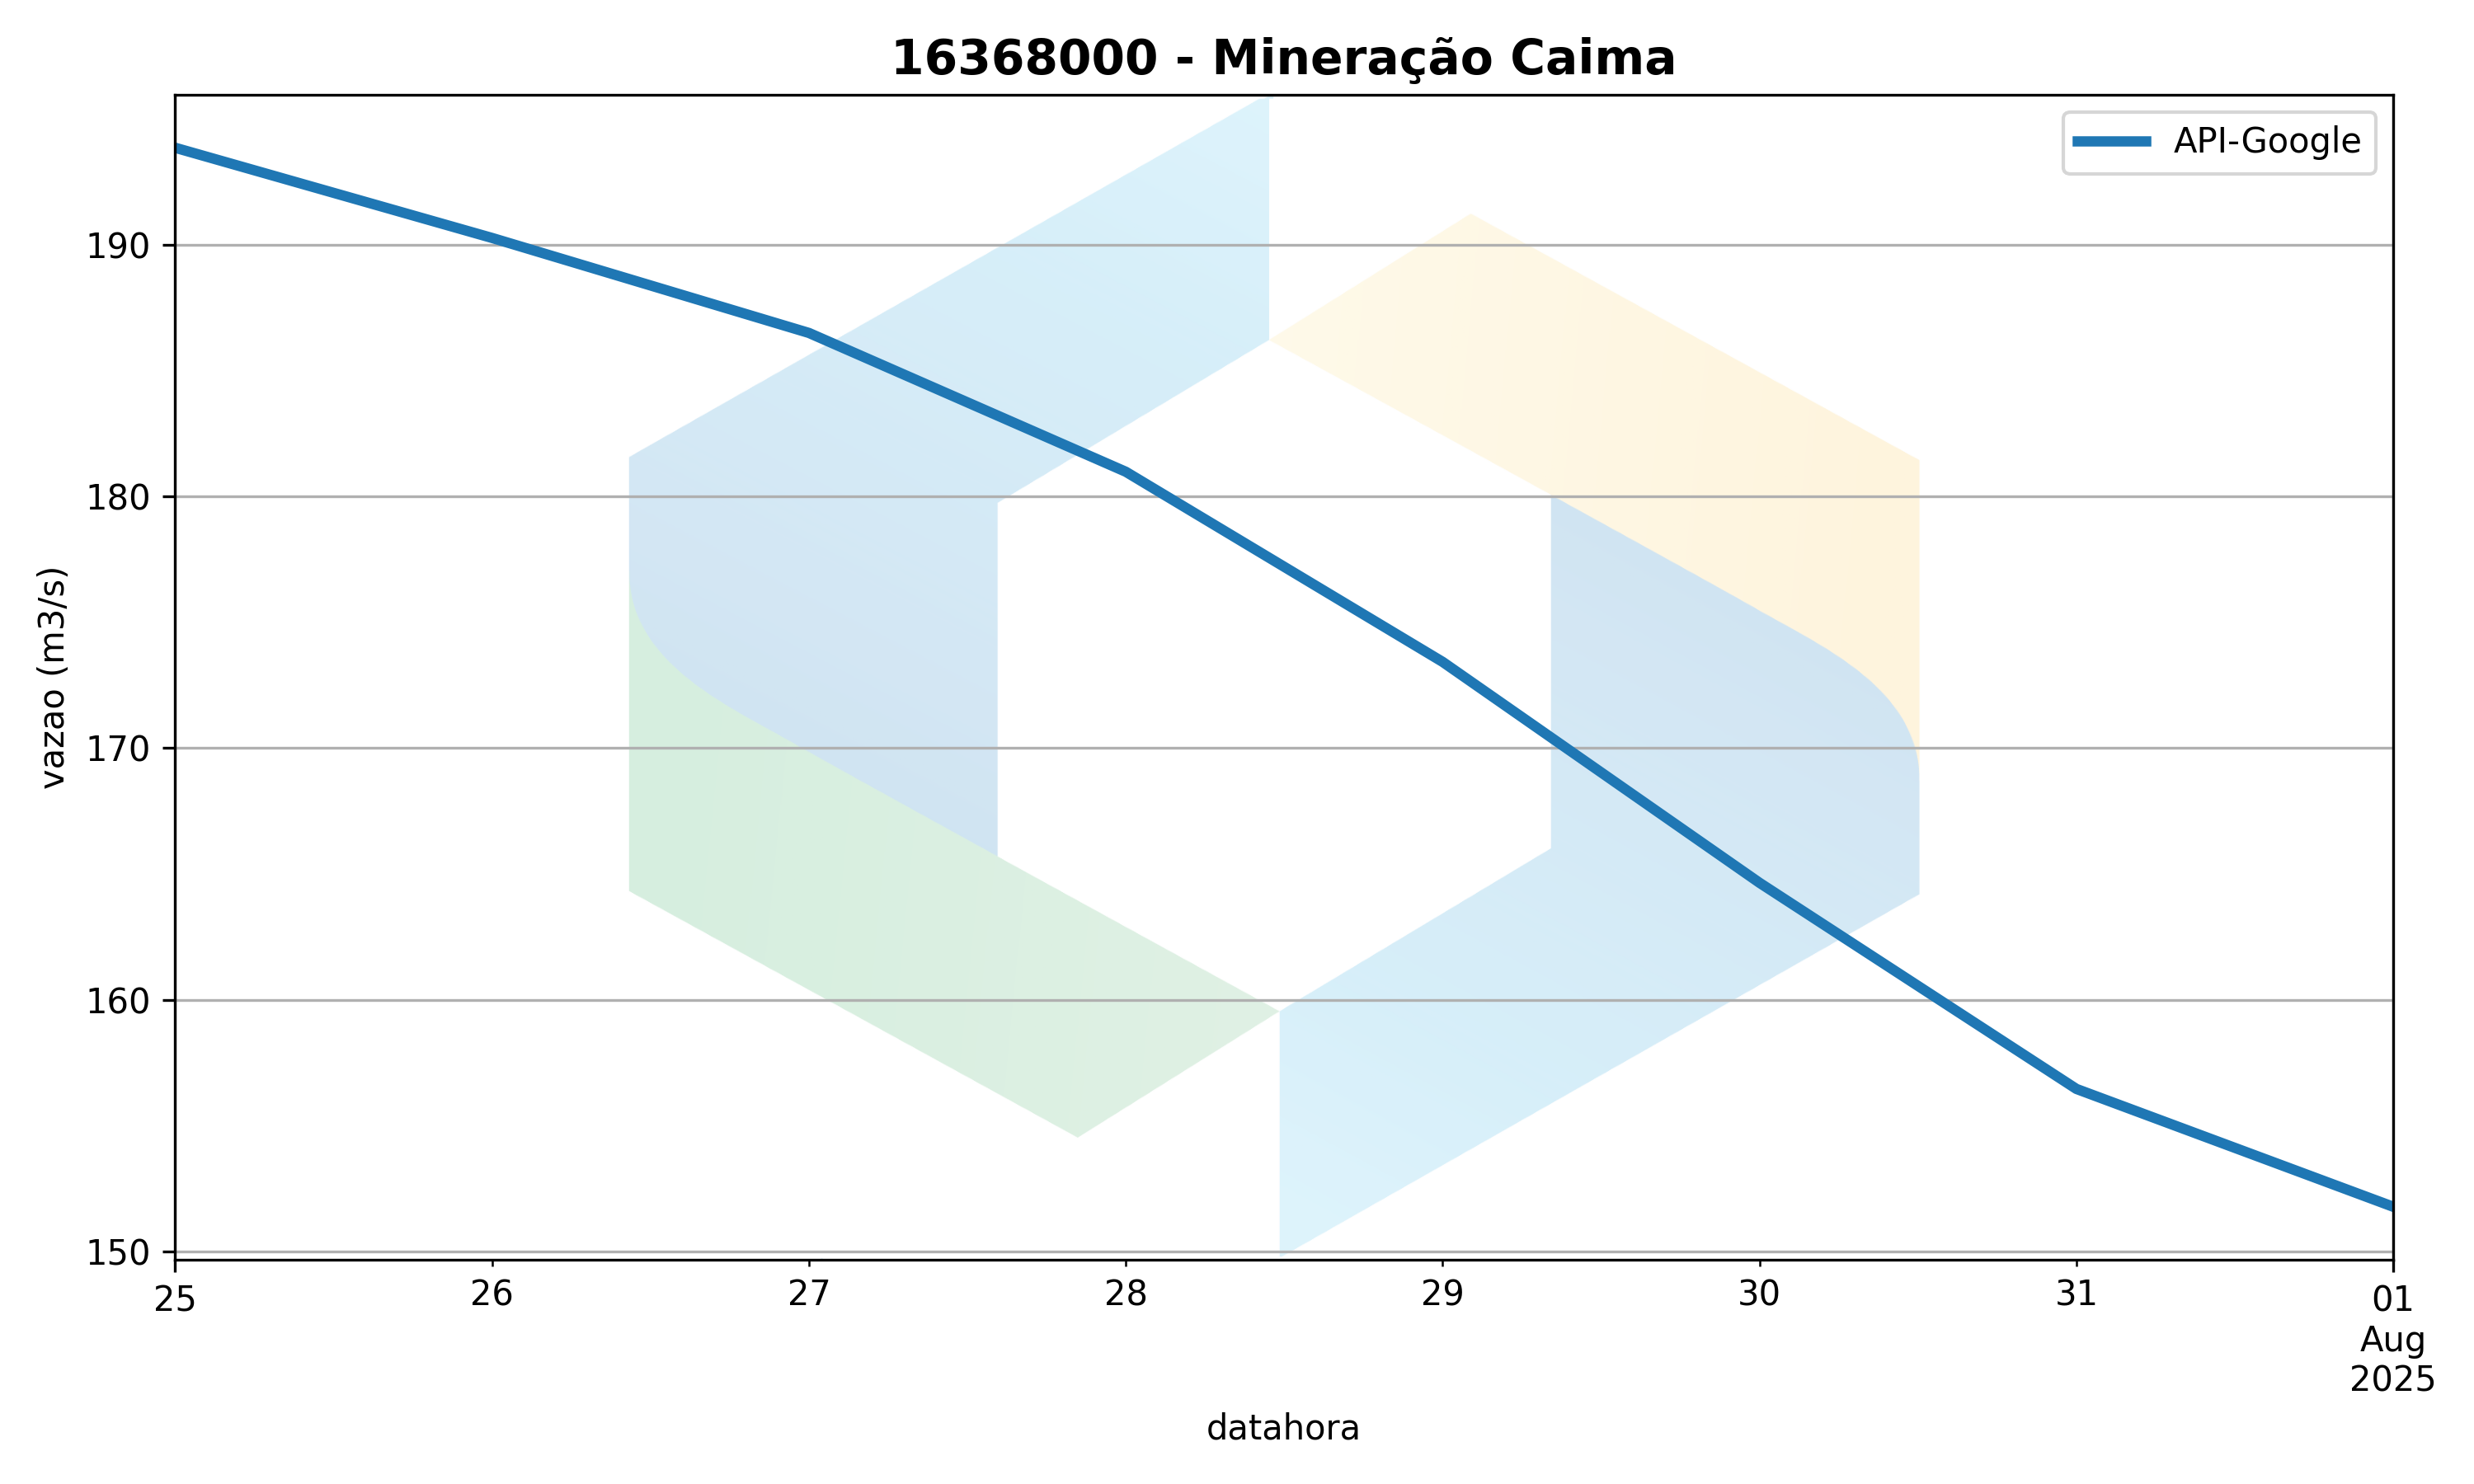 16368000 - Mineração Caima
API-Google
190
180
170
160
150
vazao (m3/s)
25 26 27 28 29 30 31 01
Aug
2025
datahora